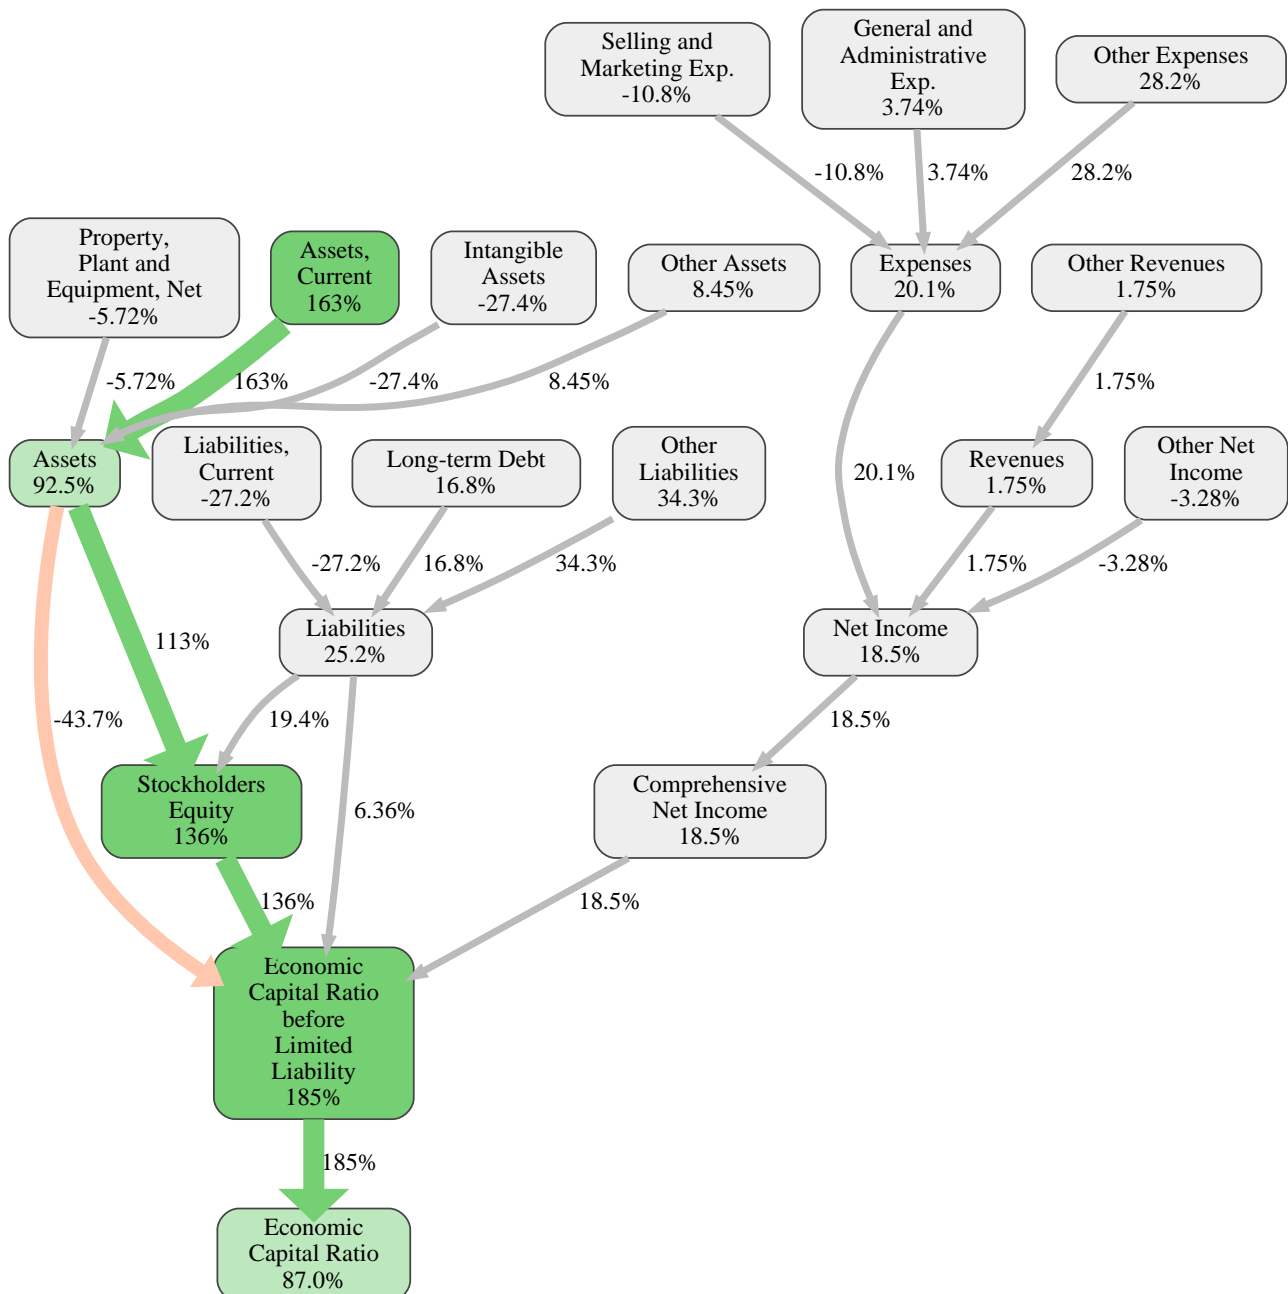 Selling and
Marketing Exp.
-10.8%
General and
Administrative
Exp.
3.74%
Other Expenses
28.2%
-10.8%
3.74%
28.2%
Property,
Plant and
Equipment, Net
-5.72%
Assets,
Current
163%
Intangible
Assets
-27.4%
Other Assets
8.45%
Expenses
20.1%
Other Revenues
1.75%
-5.72%
163%
-27.4%
8.45%
1.75%
Assets
92.5%
Liabilities,
Current
-27.2%
Long-term Debt
16.8%
Other
Liabilities
34.3%
20.1%
Revenues
1.75%
Other Net
Income
-3.28%
-27.2%
16.8%
34.3%
1.75%
-3.28%
113%
Liabilities
25.2%
Net Income
18.5%
-43.7%
19.4%
18.5%
Stockholders
Equity
136%
6.36%
Comprehensive
Net Income
18.5%
136%
18.5%
Economic
Capital Ratio
before
Limited
Liability
185%
185%
Economic
Capital Ratio
87.0%